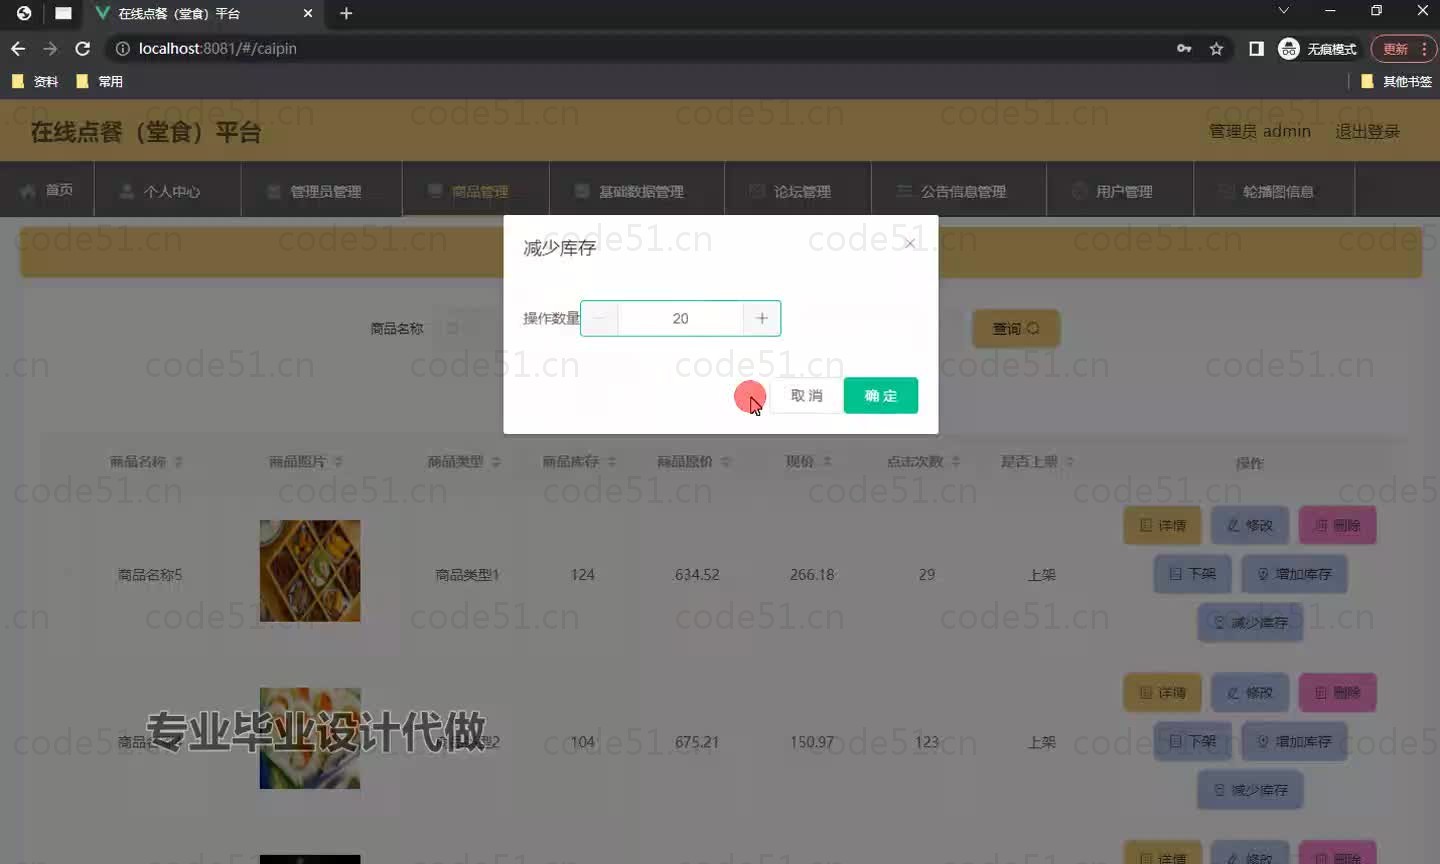 在线点餐（堂食）平台
localhost:8081/#/caipin
无痕模式
更新
资料
常用
其他书签
在线点餐（堂食）平台
管理员 admin
退出登录
首页
个人中心
管理员管理
商品管理
基础数据管理
论坛管理
公告信息管理
用户管理
轮播图信息
减少库存
操作数量
20
取 消
确 定
商品名称
查询
商品名称 商品照片 商品类型 商品库存 商品原价 现价 点击次数 是否上架 操作
商品名称5 商品类型1 124 634.52 266.18 29 上架
详情 修改 删除
下架 增加库存
减少库存
104 675.21 150.97 123 上架
详情 修改 删除
下架 增加库存
减少库存
详情 修改 删除
专业毕业设计代做
code51.cn